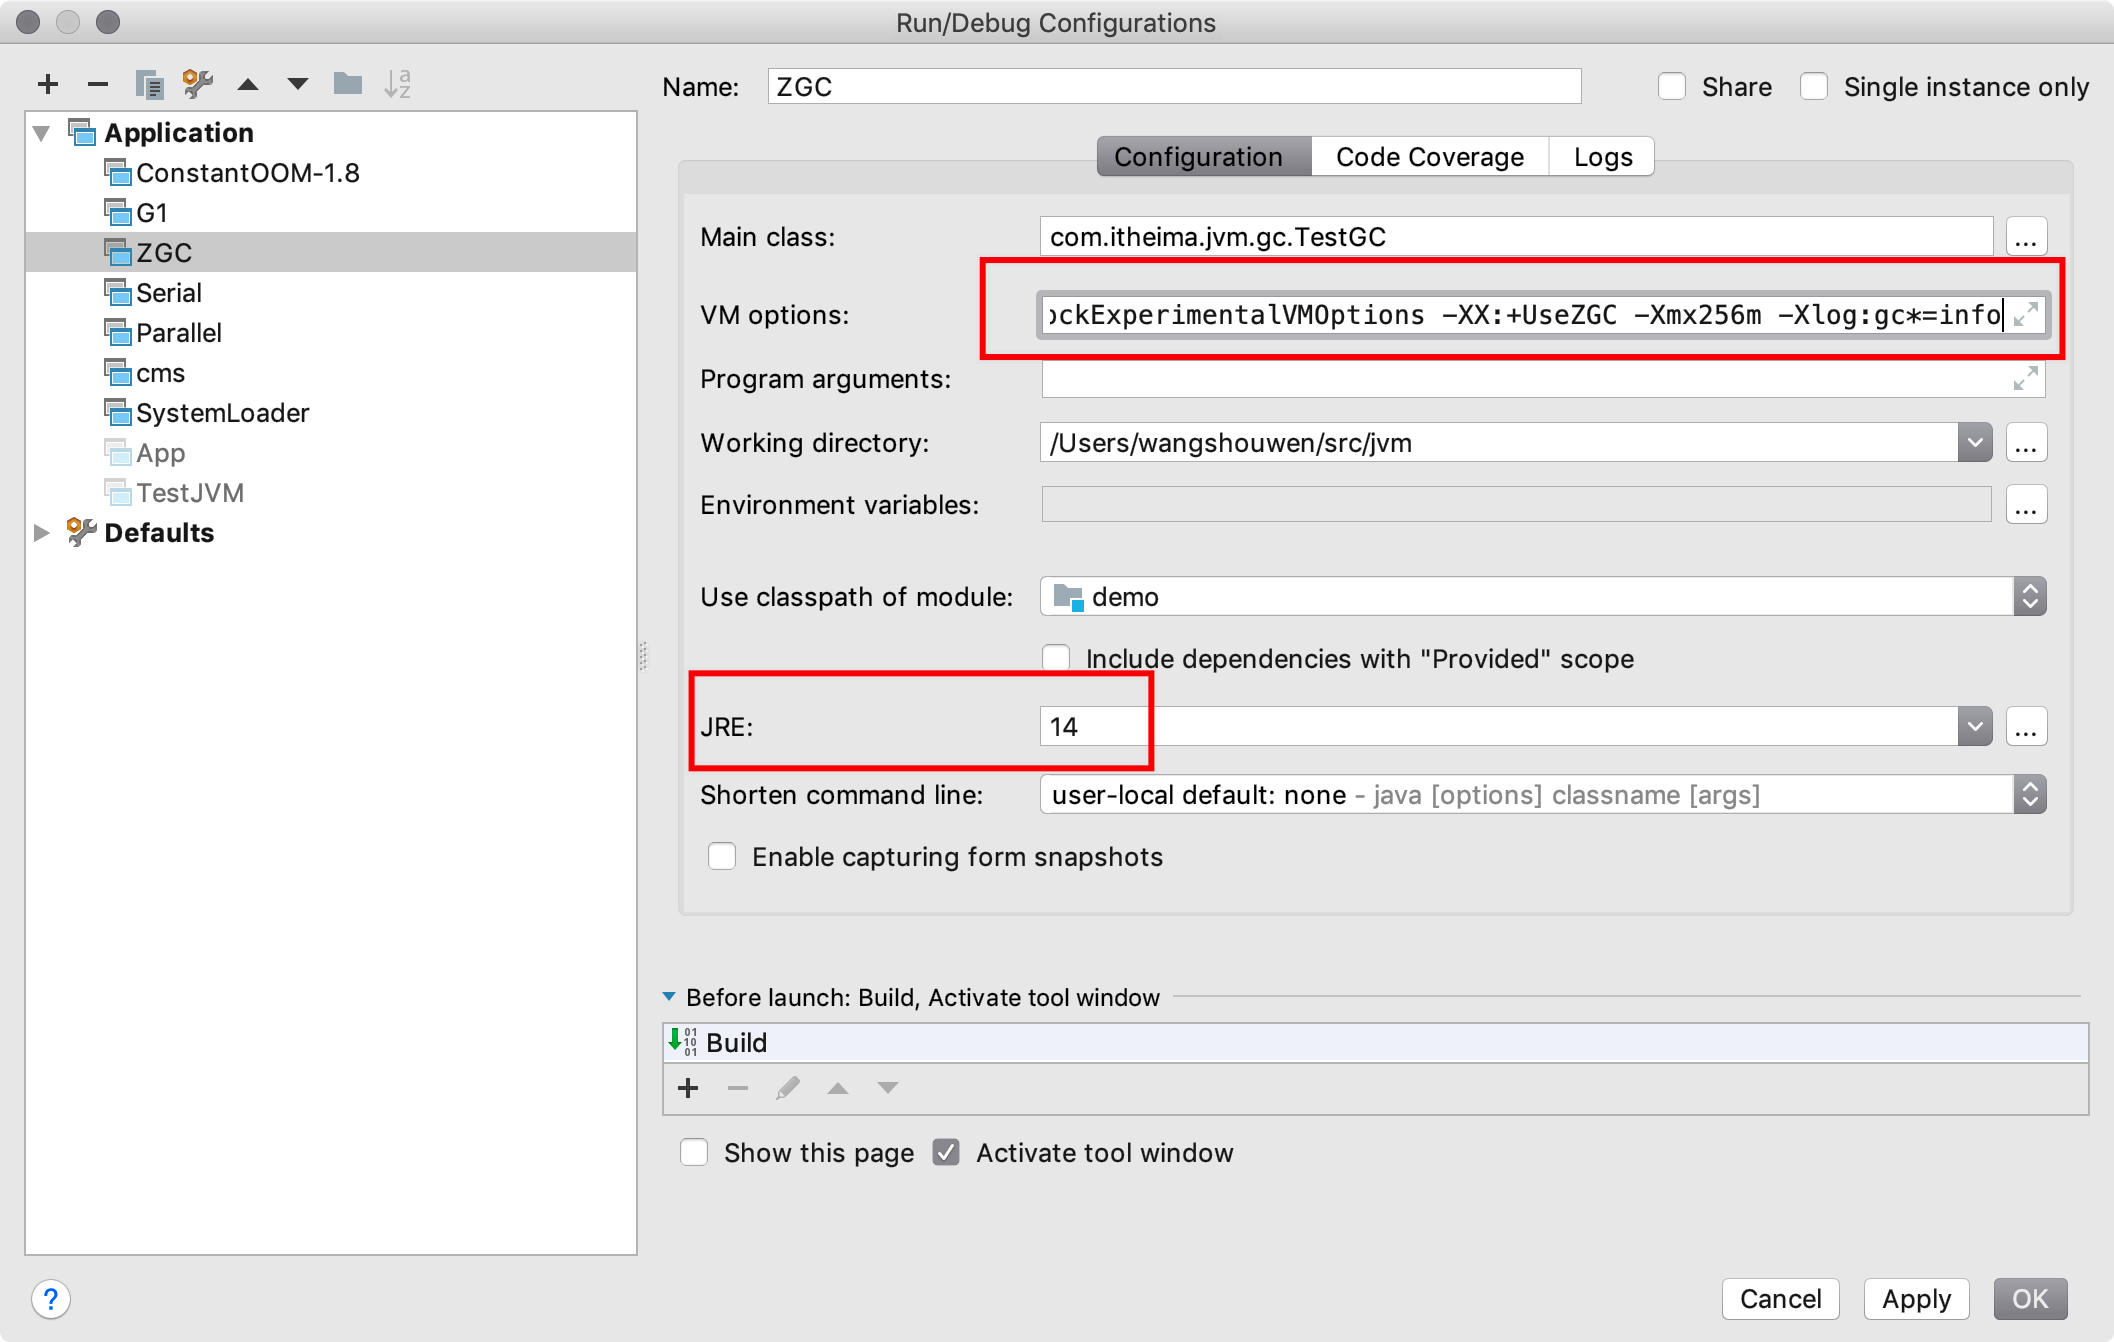 Run/Debug Configurations
Name: ZGC Share Single instance only
Application
ConstantOOM-1.8
G1
ZGC
Serial
Parallel
cms
SystemLoader
App
TestJVM
Defaults
Configuration Code Coverage Logs
Main class: com.itheima.jvm.gc.TestGC ...
VM options: ockExperimentalVMOptions -XX:+UseZGC -Xmx256m -Xlog:gc*=info
Program arguments:
Working directory: /Users/wangshouwen/src/jvm ...
Environment variables: ...
Use classpath of module: demo
Include dependencies with "Provided" scope
JRE: 14 ...
Shorten command line: user-local default: none - java [options] classname [args]
Enable capturing form snapshots
Before launch: Build, Activate tool window
Build
Show this page Activate tool window
? Cancel Apply OK